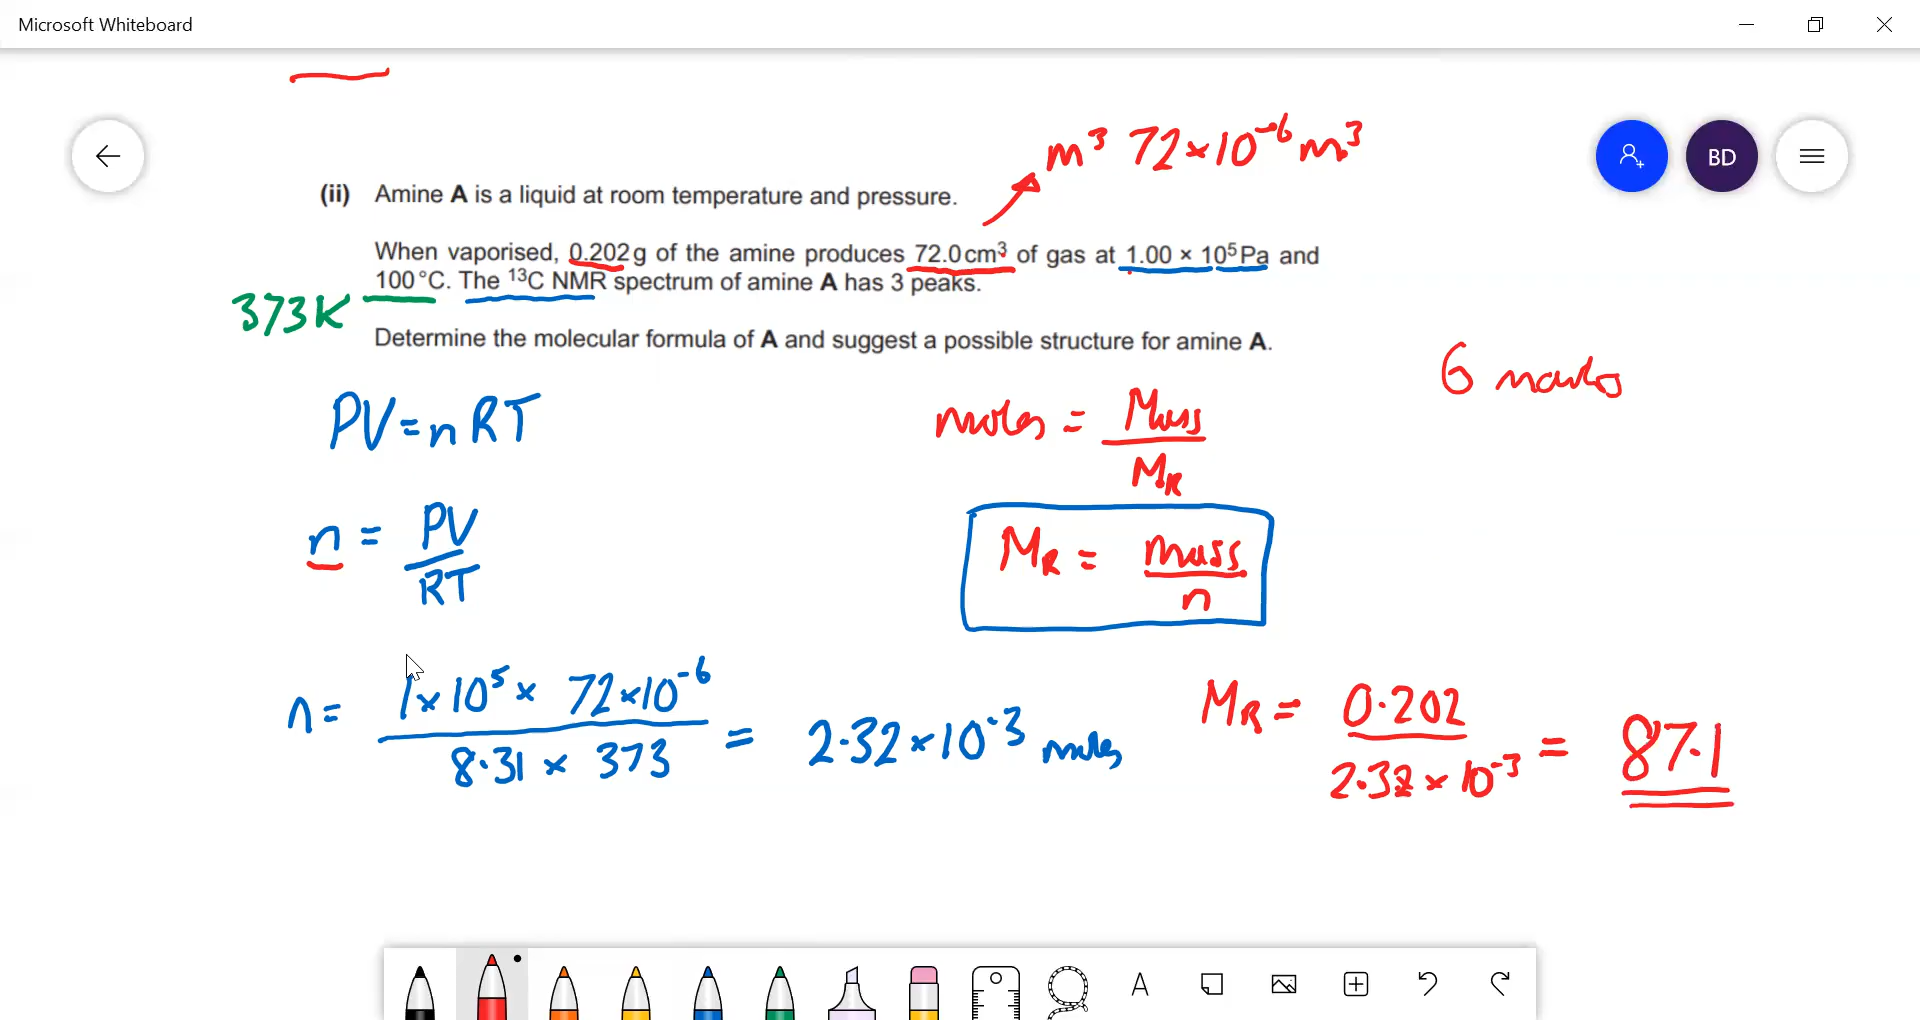 Microsoft Whiteboard
m³ 72×10⁻⁶ m³
BD
(ii) Amine A is a liquid at room temperature and pressure.
When vaporised, 0.202 g of the amine produces 72.0 cm³ of gas at 1.00 × 10⁵ Pa and
100 °C. The ¹³C NMR spectrum of amine A has 3 peaks.
373K
Determine the molecular formula of A and suggest a possible structure for amine A.
6 marks
PV = nRT
moles = Mass / MR
n = PV / RT
MR = mass / n
n = 1×10⁵ × 72×10⁻⁶ / 8.31 × 373 = 2.32×10⁻³ moles
MR = 0.202 / 2.32 × 10⁻³ = 87.1
A